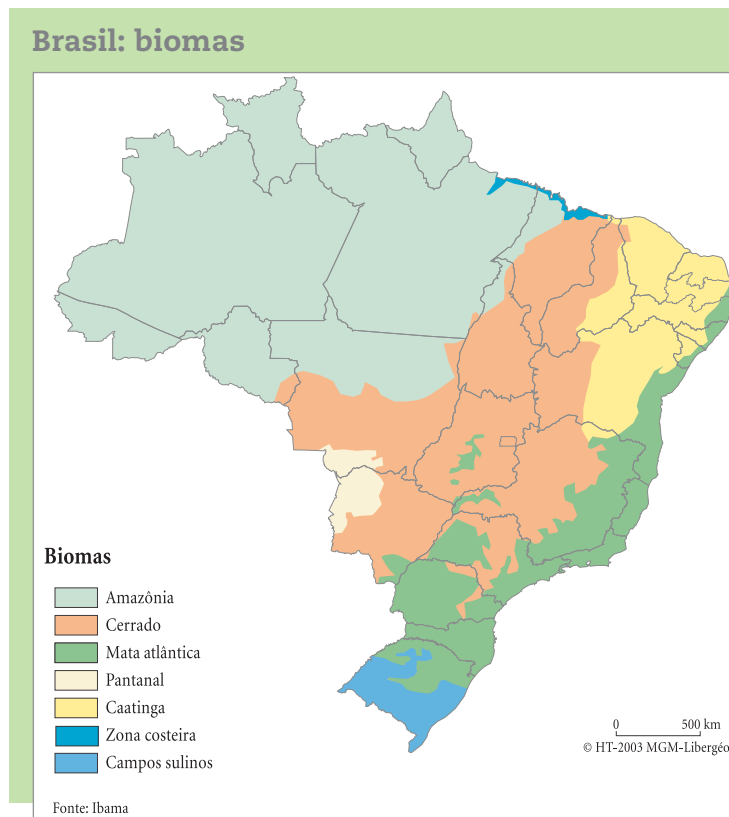 Brasil: biomas
Biomas
Amazônia
Cerrado
Mata atlântica
Pantanal
Caatinga
Zona costeira
Campos sulinos
0 500 km
© HT-2003 MGM-Libergéo
Fonte: Ibama